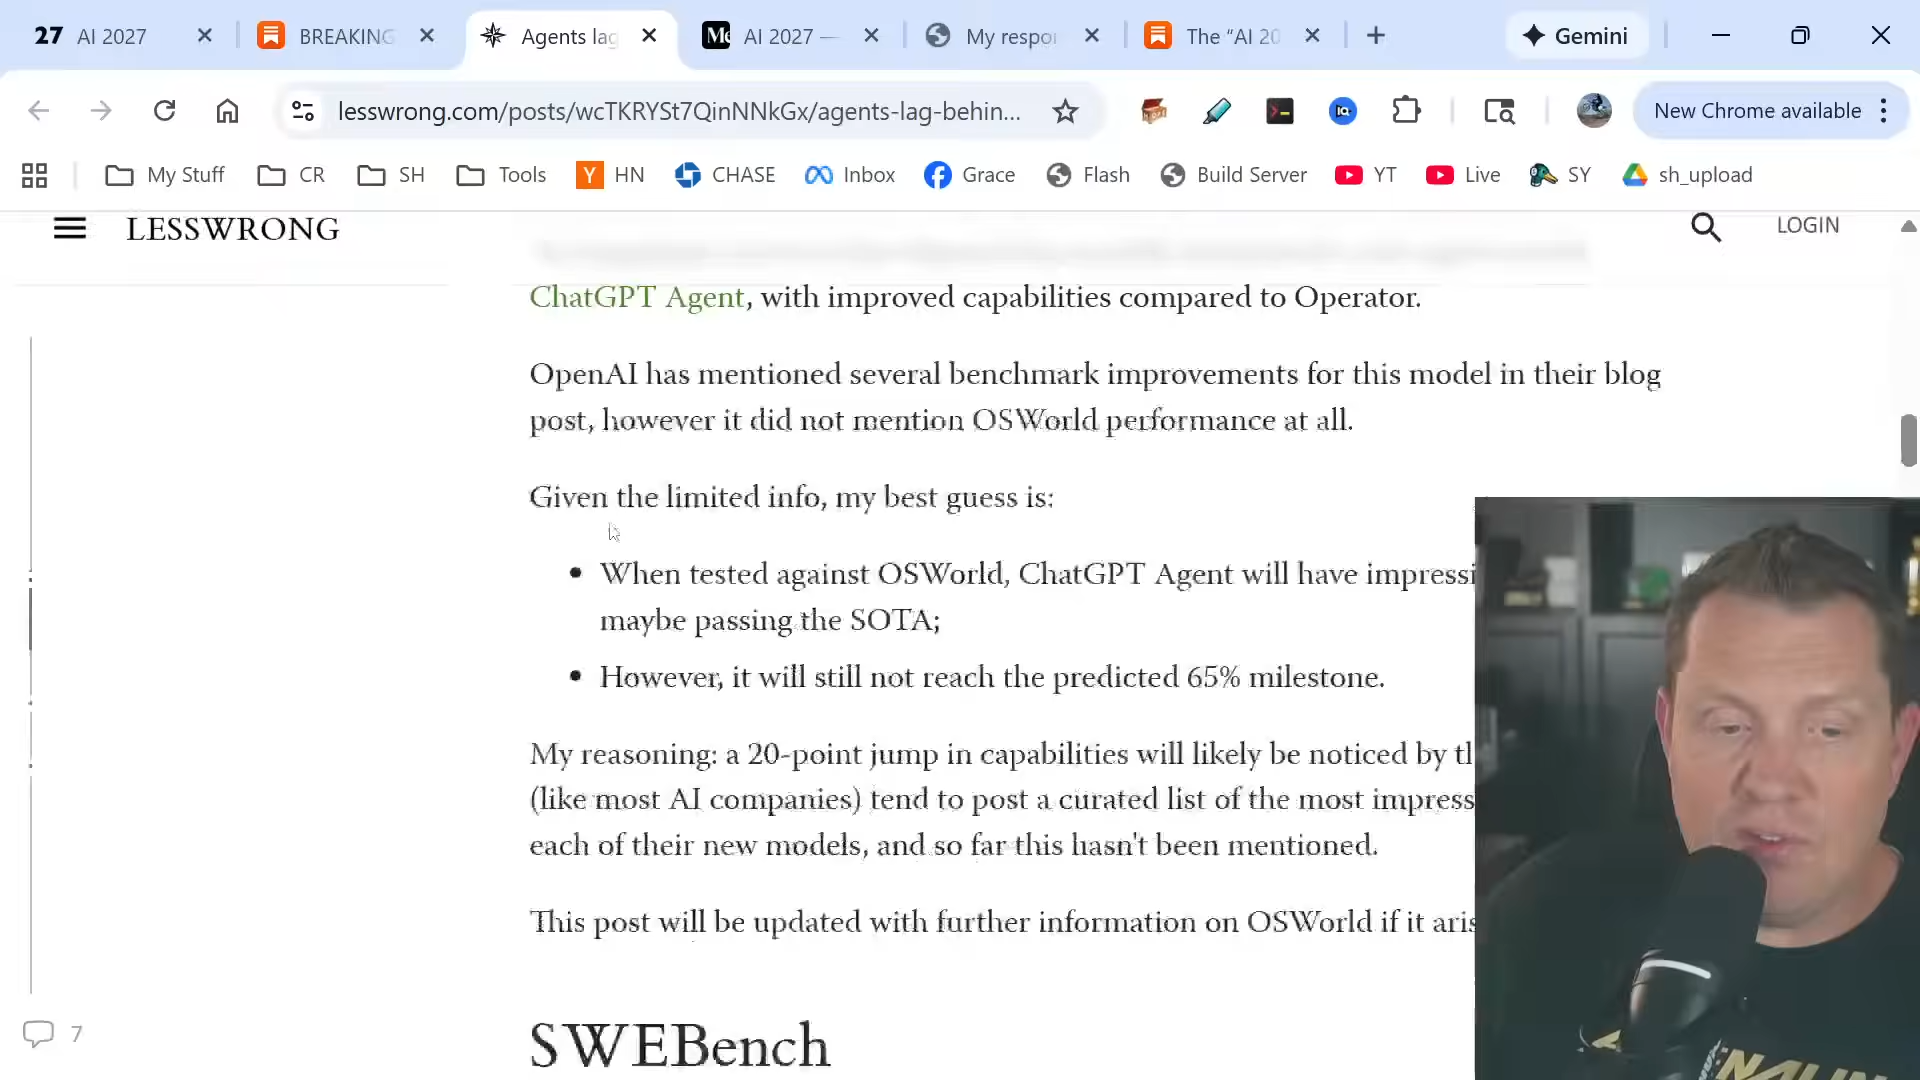 27 AI 2027
BREAKING
Agents lag
Me AI 2027 —
My respo
The “AI 20
Gemini
lesswrong.com/posts/wcTKRYSt7QinNNkGx/agents-lag-behin...
New Chrome available
My Stuff
CR
SH
Tools
Y HN
CHASE
Inbox
Grace
Flash
Build Server
YT
Live
SY
sh_upload
LESSWRONG
LOGIN
ChatGPT Agent, with improved capabilities compared to Operator.
OpenAI has mentioned several benchmark improvements for this model in their blog
post, however it did not mention OSWorld performance at all.
Given the limited info, my best guess is:
• When tested against OSWorld, ChatGPT Agent will have impressi
maybe passing the SOTA;
• However, it will still not reach the predicted 65% milestone.
My reasoning: a 20-point jump in capabilities will likely be noticed by th
(like most AI companies) tend to post a curated list of the most impress
each of their new models, and so far this hasn't been mentioned.
This post will be updated with further information on OSWorld if it aris
7
SWEBench